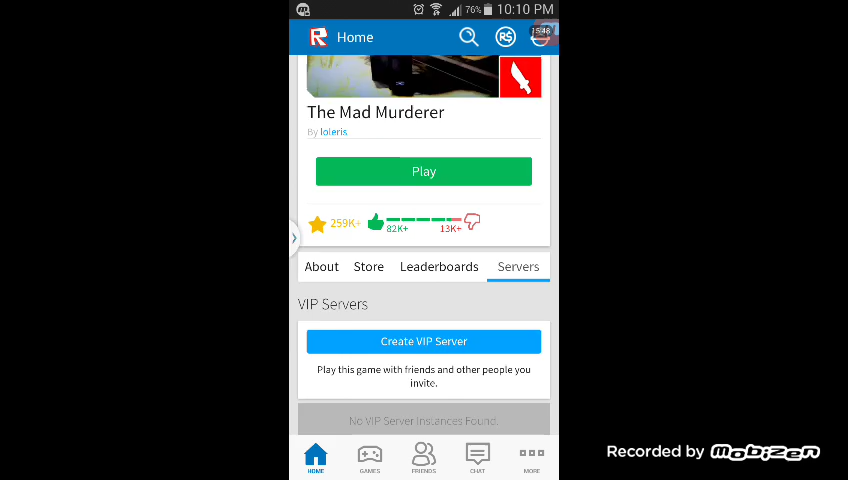 76% 10:10 PM
Home
R$
15:48
The Mad Murderer
By loleris
Play
259K+
82K+
13K+
About Store Leaderboards Servers
VIP Servers
Create VIP Server
Play this game with friends and other people you
invite.
No VIP Server Instances Found.
HOME GAMES FRIENDS CHAT MORE
Recorded by MOBIZEN